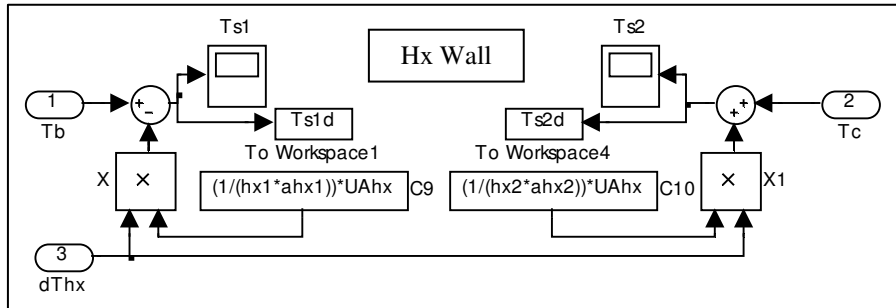 Ts1
Hx Wall
Ts2
1
+
−
+
+
2
Tb
Ts1d
Ts2d
Tc
To Workspace1
To Workspace4
X
×
(1/(hx1*ahx1))*UAhx
C9
(1/(hx2*ahx2))*UAhx
C10
×
X1
3
dThx